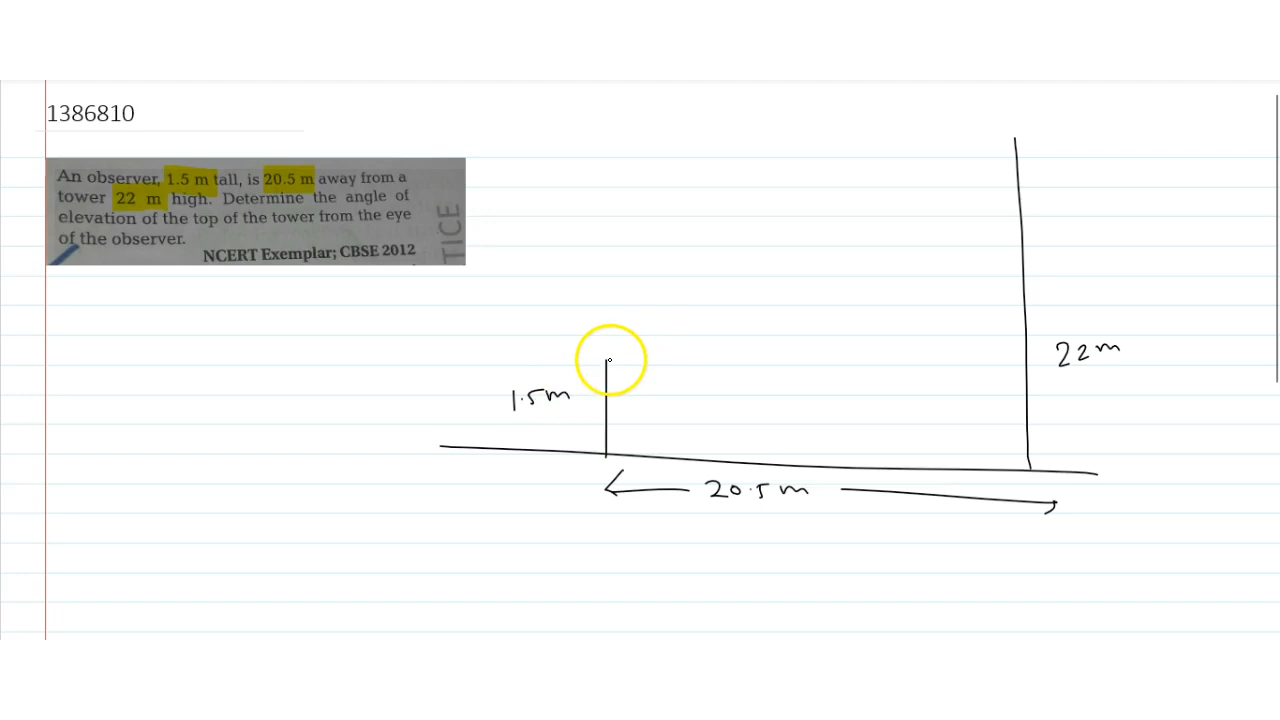 1386810
An observer, 1.5 m tall, is 20.5 m away from a
tower 22 m high. Determine the angle of
elevation of the top of the tower from the eye
of the observer.
NCERT Exemplar; CBSE 2012
TICE
22m
1.5m
20.5m